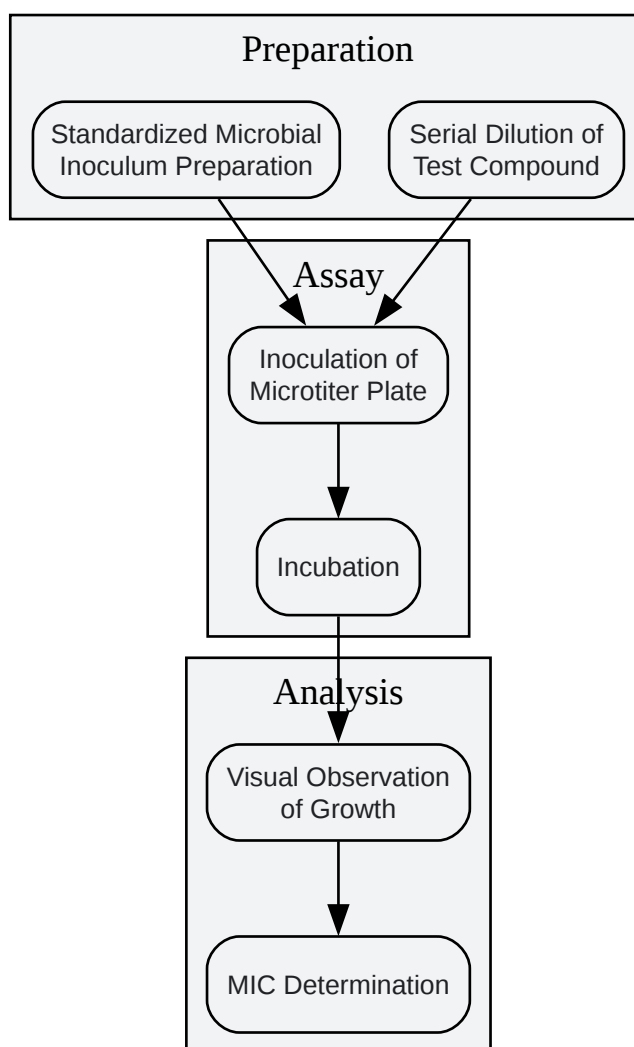 Preparation
Standardized Microbial
Inoculum Preparation
Serial Dilution of
Test Compound
Assay
Inoculation of
Microtiter Plate
Incubation
Analysis
Visual Observation
of Growth
MIC Determination